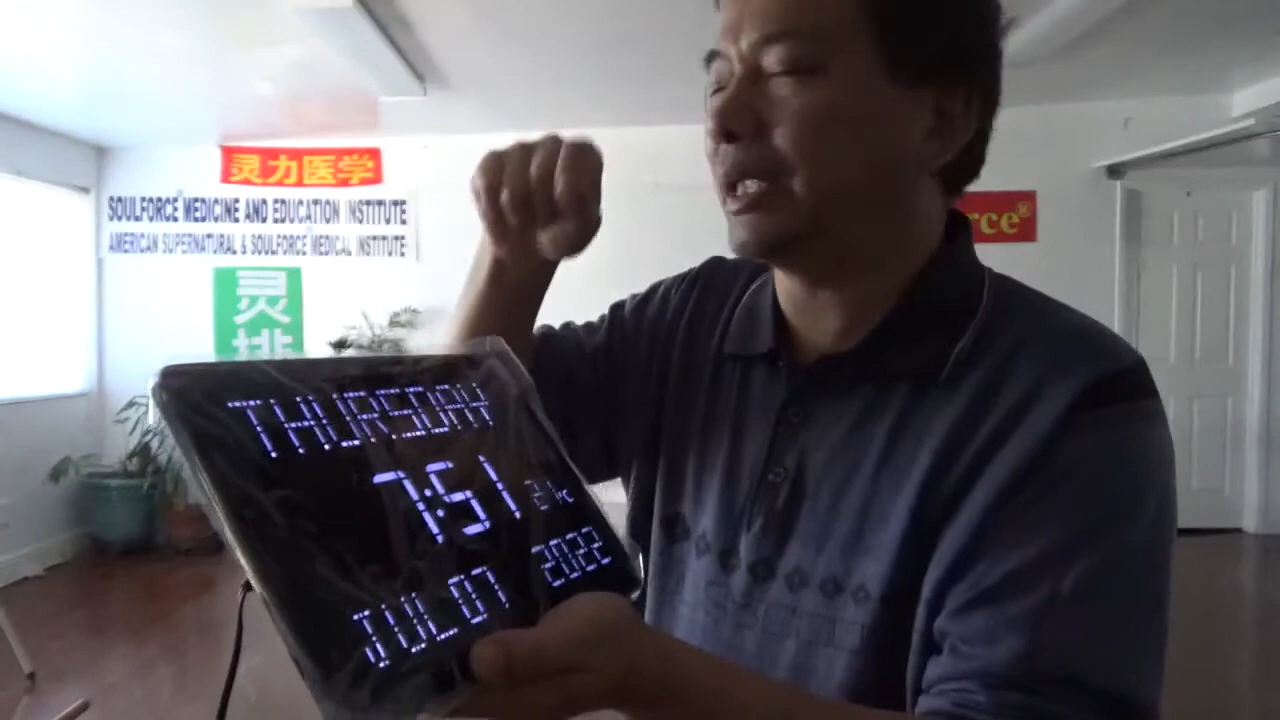 灵力医学
SOULFORCE® MEDICINE AND EDUCATION INSTITUTE
AMERICAN SUPERNATURAL & SOULFORCE® MEDICAL INSTITUTE
rce®
灵
排
THURSDAY
7:51
JUL 07 2022